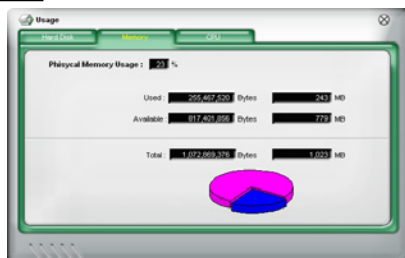 Usage
Hard Disk Memory CPU
Phisycal Memory Usage : 23 %
Used : 255,467,520 Bytes 243 MB
Available : 817,401,856 Bytes 779 MB
Total : 1,072,869,376 Bytes 1,023 MB